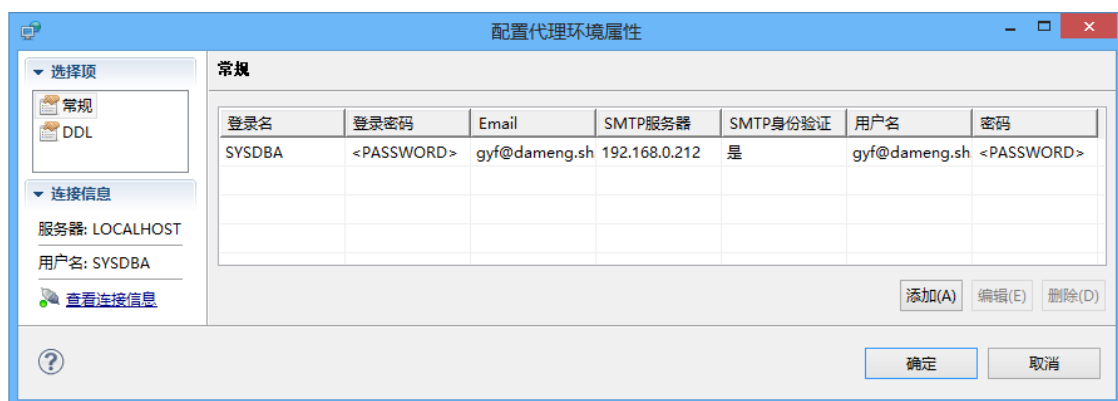 配置代理环境属性
选择项
常规
DDL
连接信息
服务器: LOCALHOST
用户名: SYSDBA
查看连接信息
常规
登录名 登录密码 Email SMTP服务器 SMTP身份验证 用户名 密码
SYSDBA <PASSWORD> gyf@dameng.sh 192.168.0.212 是 gyf@dameng.sh <PASSWORD>
添加(A) 编辑(E) 删除(D)
确定 取消